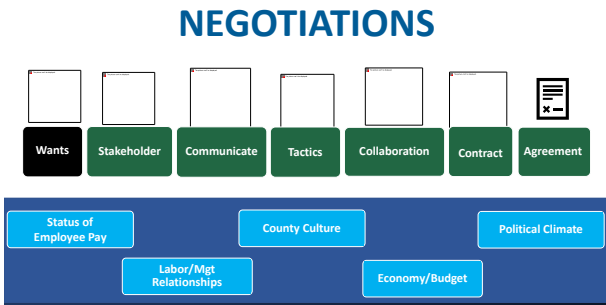 NEGOTIATIONS
Wants
Stakeholder
Communicate
Tactics
Collaboration
Contract
Agreement
Status of
Employee Pay
County Culture
Political Climate
Labor/Mgt
Relationships
Economy/Budget